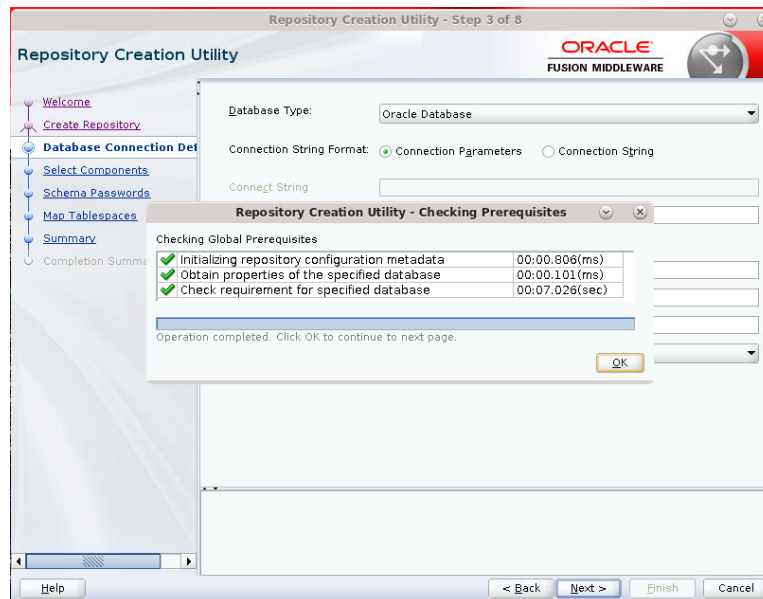 Repository Creation Utility - Step 3 of 8
Repository Creation Utility
ORACLE
FUSION MIDDLEWARE
Welcome
Create Repository
Database Connection Det
Select Components
Schema Passwords
Map Tablespaces
Summary
Completion Summa
Database Type:
Oracle Database
Connection String Format:
Connection Parameters
Connection String
Connect String
Repository Creation Utility - Checking Prerequisites
Checking Global Prerequisites
Initializing repository configuration metadata 00:00.806(ms)
Obtain properties of the specified database 00:00.101(ms)
Check requirement for specified database 00:07.026(sec)
Operation completed. Click OK to continue to next page.
OK
Help
< Back
Next >
Finish
Cancel